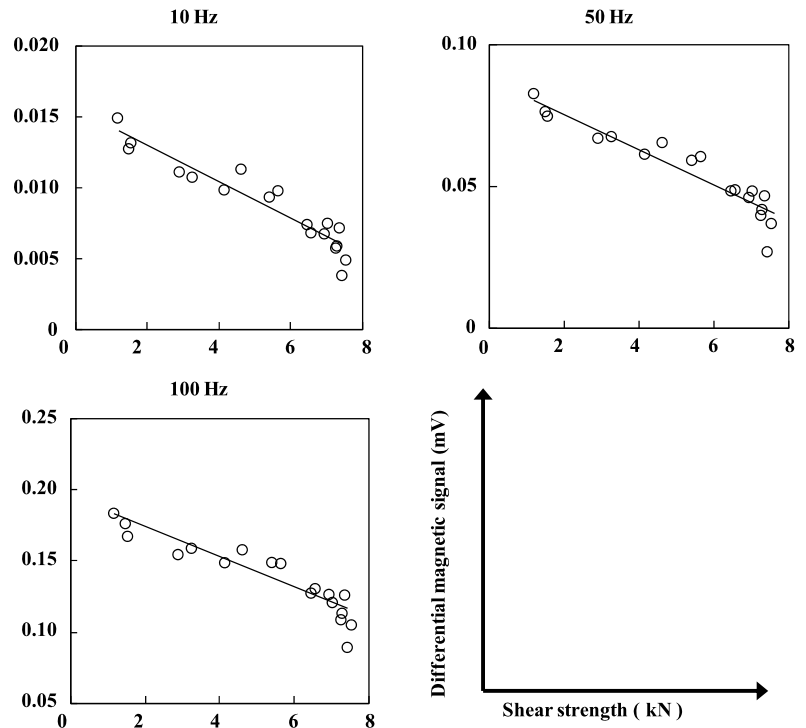 10 Hz
0.020
0.015
0.010
0.005
0
0 2 4 6 8
50 Hz
0.10
0.05
0
0 2 4 6 8
100 Hz
0.25
0.20
0.15
0.10
0.05
0 2 4 6 8
Differential magnetic signal (mV)
Shear strength ( kN )